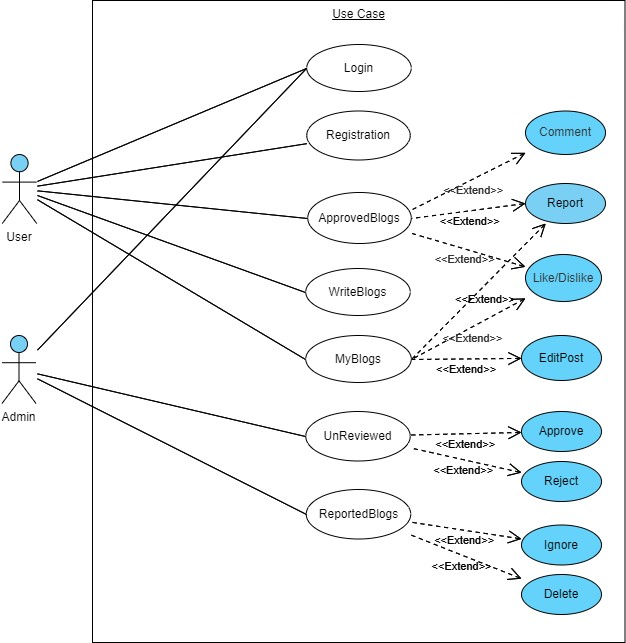 Use Case
Login
Registration
Comment
<<Extend>>
Report
ApprovedBlogs
<<Extend>>
User
<<Extend>>
Like/Dislike
WriteBlogs
<<Extend>>
<<Extend>>
MyBlogs
EditPost
<<Extend>>
Admin
Approve
UnReviewed
<<Extend>>
<<Extend>>
Reject
ReportedBlogs
<<Extend>>
Ignore
<<Extend>>
Delete